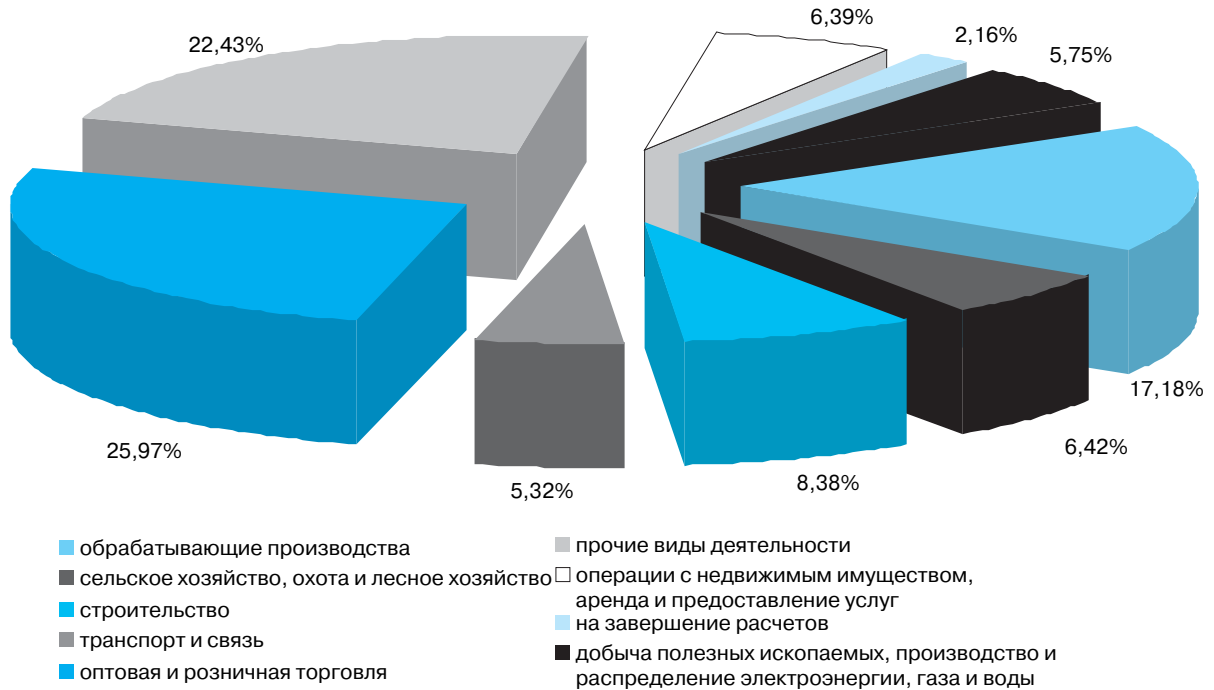 6,39%
22,43%
2,16%
5,75%
17,18%
25,97%
6,42%
8,38%
5,32%
обрабатывающие производства
сельское хозяйство, охота и лесное хозяйство
строительство
транспорт и связь
оптовая и розничная торговля
прочие виды деятельности
операции с недвижимым имуществом,
аренда и предоставление услуг
на завершение расчетов
добыча полезных ископаемых, производство и
распределение электроэнергии, газа и воды